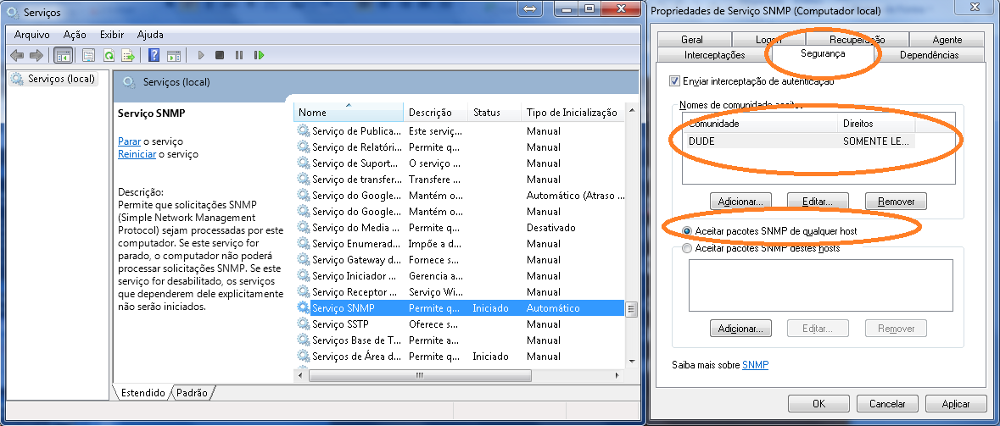 Serviços
Arquivo Ação Exibir Ajuda
Serviços (local)
Serviços (local)
Serviço SNMP
Parar o serviço
Reiniciar o serviço
Descrição:
Permite que solicitações SNMP
(Simple Network Management
Protocol) sejam processadas por este
computador. Se este serviço for
parado, o computador não poderá
processar solicitações SNMP. Se este
serviço for desabilitado, os serviços
que dependerem dele explicitamente
não serão iniciados.
Nome Descrição Status Tipo de Inicialização
Serviço de Publica... Este serviç... Manual
Serviço de Relatóri... Permite q... Manual
Serviço de Suport... O serviço ... Manual
Serviço de transfer... Transfere ... Manual
Serviço do Google... Mantém o... Automático (Atraso ...
Serviço do Google... Mantém o... Manual
Serviço do Media ... Permite q... Desativado
Serviço Enumerad... Impõe a d... Manual
Serviço Gateway d... Fornece s... Manual
Serviço Iniciador ... Gerencia a... Manual
Serviço Receptor ... Serviço Wi... Manual
Serviço SNMP Permite q... Iniciado Automático
Serviço SSTP Oferece s... Manual
Serviços Base de T... Permite a... Manual
Serviços de Área d... Permite q... Iniciado Manual
Estendido Padrão
Propriedades de Serviço SNMP (Computador local)
Geral Logon Recuperação Agente
Interceptações Segurança Dependências
Enviar interceptação de autenticação
Nomes de comunidade aceitos
Comunidade Direitos
DUDE SOMENTE LE...
Adicionar... Editar... Remover
Aceitar pacotes SNMP de qualquer host
Aceitar pacotes SNMP destes hosts
Adicionar... Editar... Remover
Saiba mais sobre SNMP
OK Cancelar Aplicar